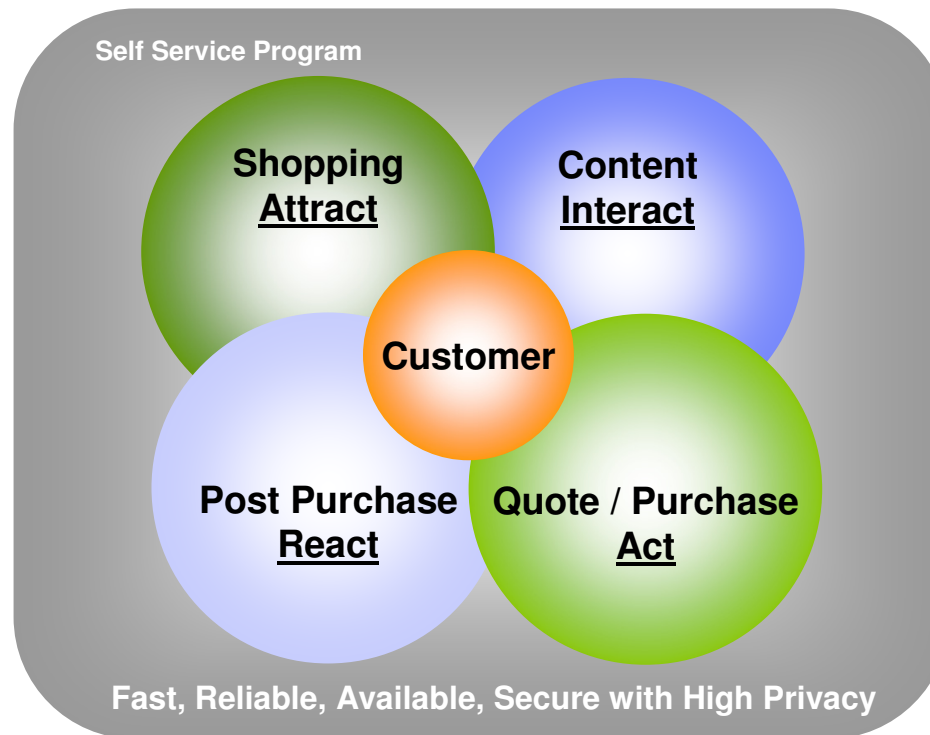 Self Service Program
Shopping
Attract
Content
Interact
Customer
Post Purchase
React
Quote / Purchase
Act
Fast, Reliable, Available, Secure with High Privacy